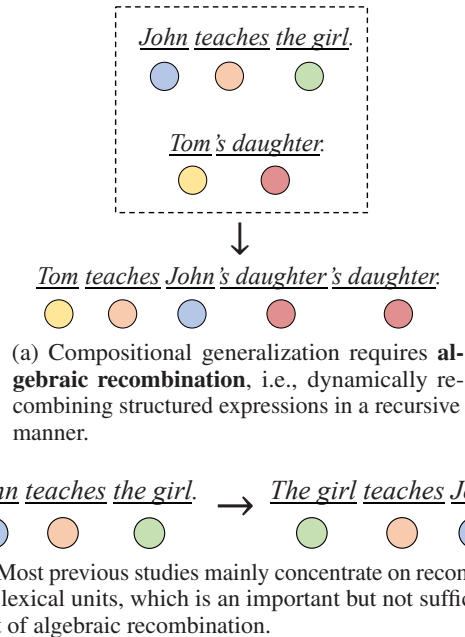 John teaches the girl.
Tom's daughter.
Tom teaches John's daughter's daughter.
(a) Compositional generalization requires al-
gebraic recombination, i.e., dynamically re-
combining structured expressions in a recursive
manner.
teaches the girl. → The girl teaches
Most previous studies mainly concentrate on recom
lexical units, which is an important but not suffic
of algebraic recombination.